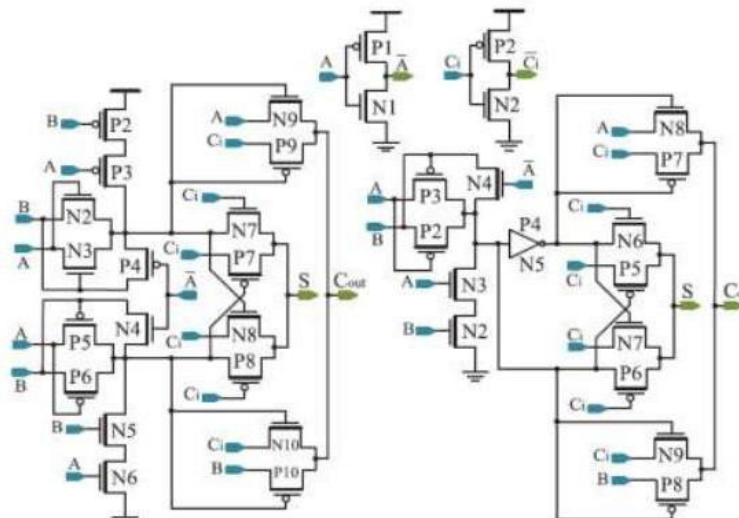 A P1 A̅
N1
Ci P2 C̅i
N2
B P2
A P3
B N2
A N3
P4
A̅
N4
A P5
B P6
B N5
A N6
A N9
Ci P9
Ci N7
Ci P7
Ci N8
P8
Ci
S Cout
Ci N10
B P10
A P3 N4 A̅
B P2
A N3
B N2
P4
N5
A N8
Ci P7
Ci N6
Ci P5
Ci N7
P6
Ci
S
Ci N9
B P8